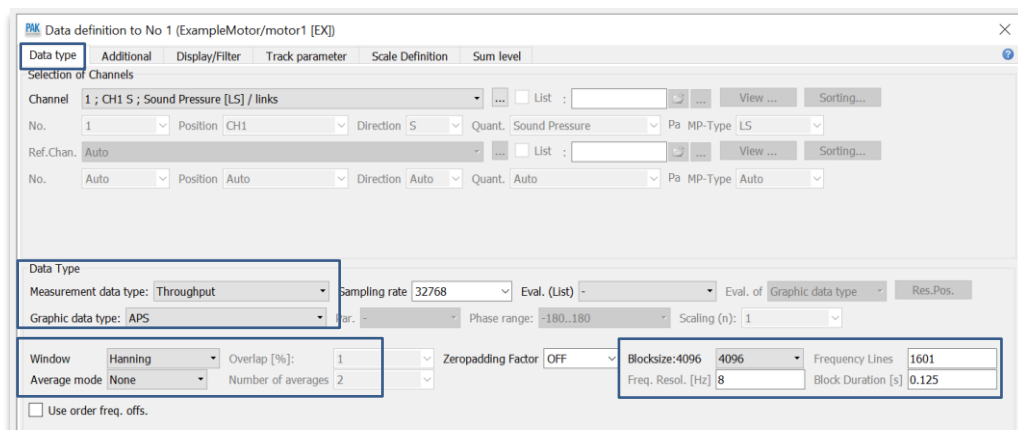 PAK Data definition to No 1 (ExampleMotor/motor1 [EX])
Data type Additional Display/Filter Track parameter Scale Definition Sum level
Selection of Channels
Channel 1 ; CH1 S ; Sound Pressure [LS] / links ... List : ... View ... Sorting...
No. 1 Position CH1 Direction S Quant. Sound Pressure Pa MP-Type LS
Ref.Chan. Auto ... List : ... View ... Sorting...
No. Auto Position Auto Direction Auto Quant. Auto Pa MP-Type Auto
Data Type
Measurement data type: Throughput Sampling rate 32768 Eval. (List) - Eval. of Graphic data type Res.Pos.
Graphic data type: APS Par. - Phase range: -180..180 Scaling (n): 1
Window Hanning Overlap [%]: 1 Zeropadding Factor OFF Blocksize:4096 4096 Frequency Lines 1601
Average mode None Number of averages 2 Freq. Resol. [Hz] 8 Block Duration [s] 0.125
Use order freq. offs.